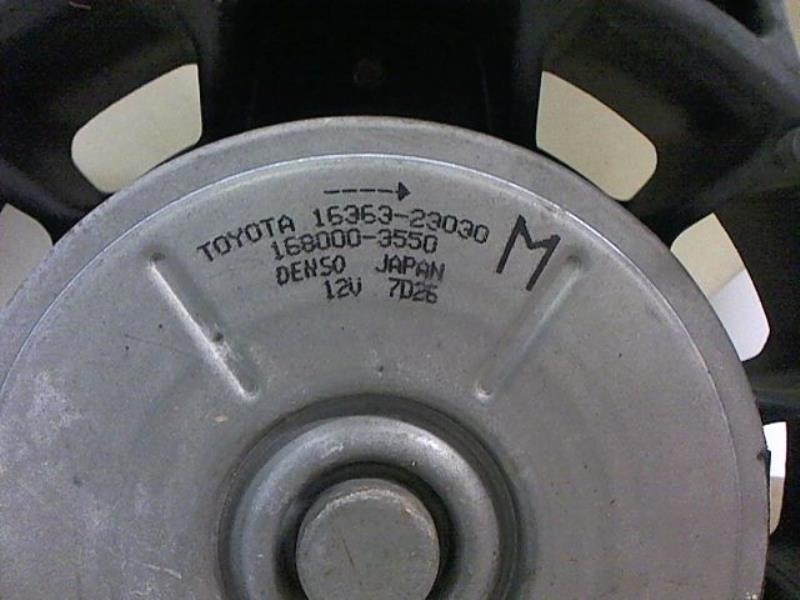 TOYOTA 16363-23030
168000-3550
DENSO JAPAN
12V 7D26
M